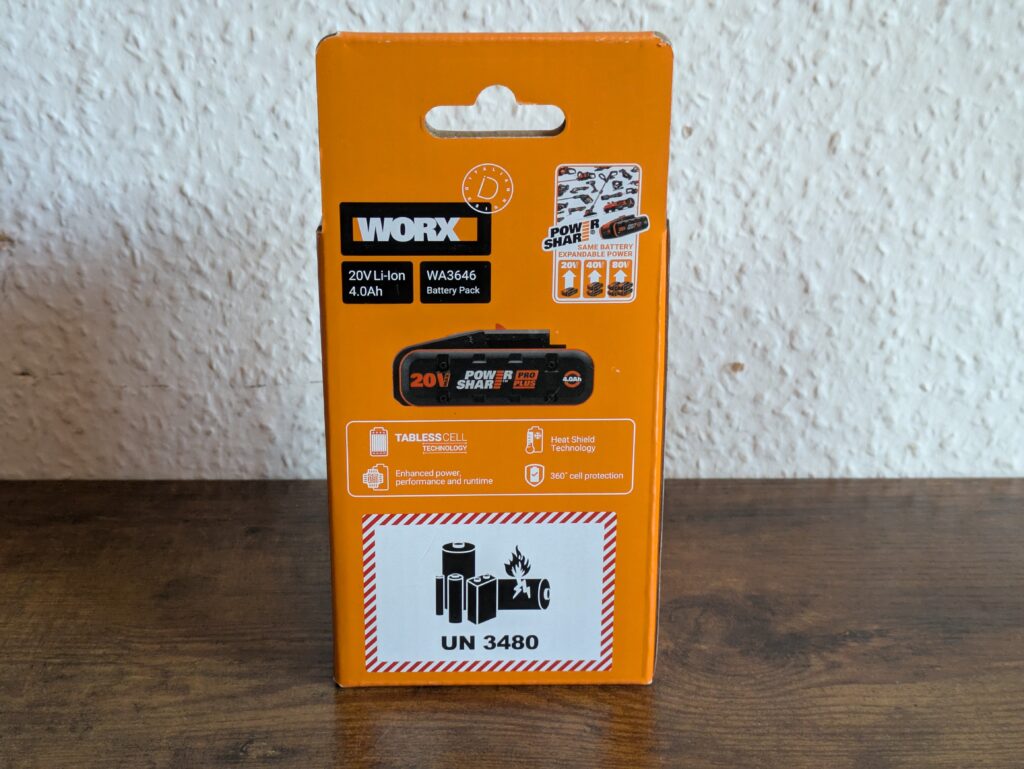 D
WORX
20V Li-Ion
4.0Ah
WA3646
Battery Pack
POWER
SHARE
SAME BATTERY
EXPANDABLE POWER
20V 40V 80V
20V POWER SHARE PRO PLUS 4.0Ah
TABLESSCELL
TECHNOLOGY
Heat Shield
Technology
Enhanced power,
performance and runtime
360° cell protection
UN 3480